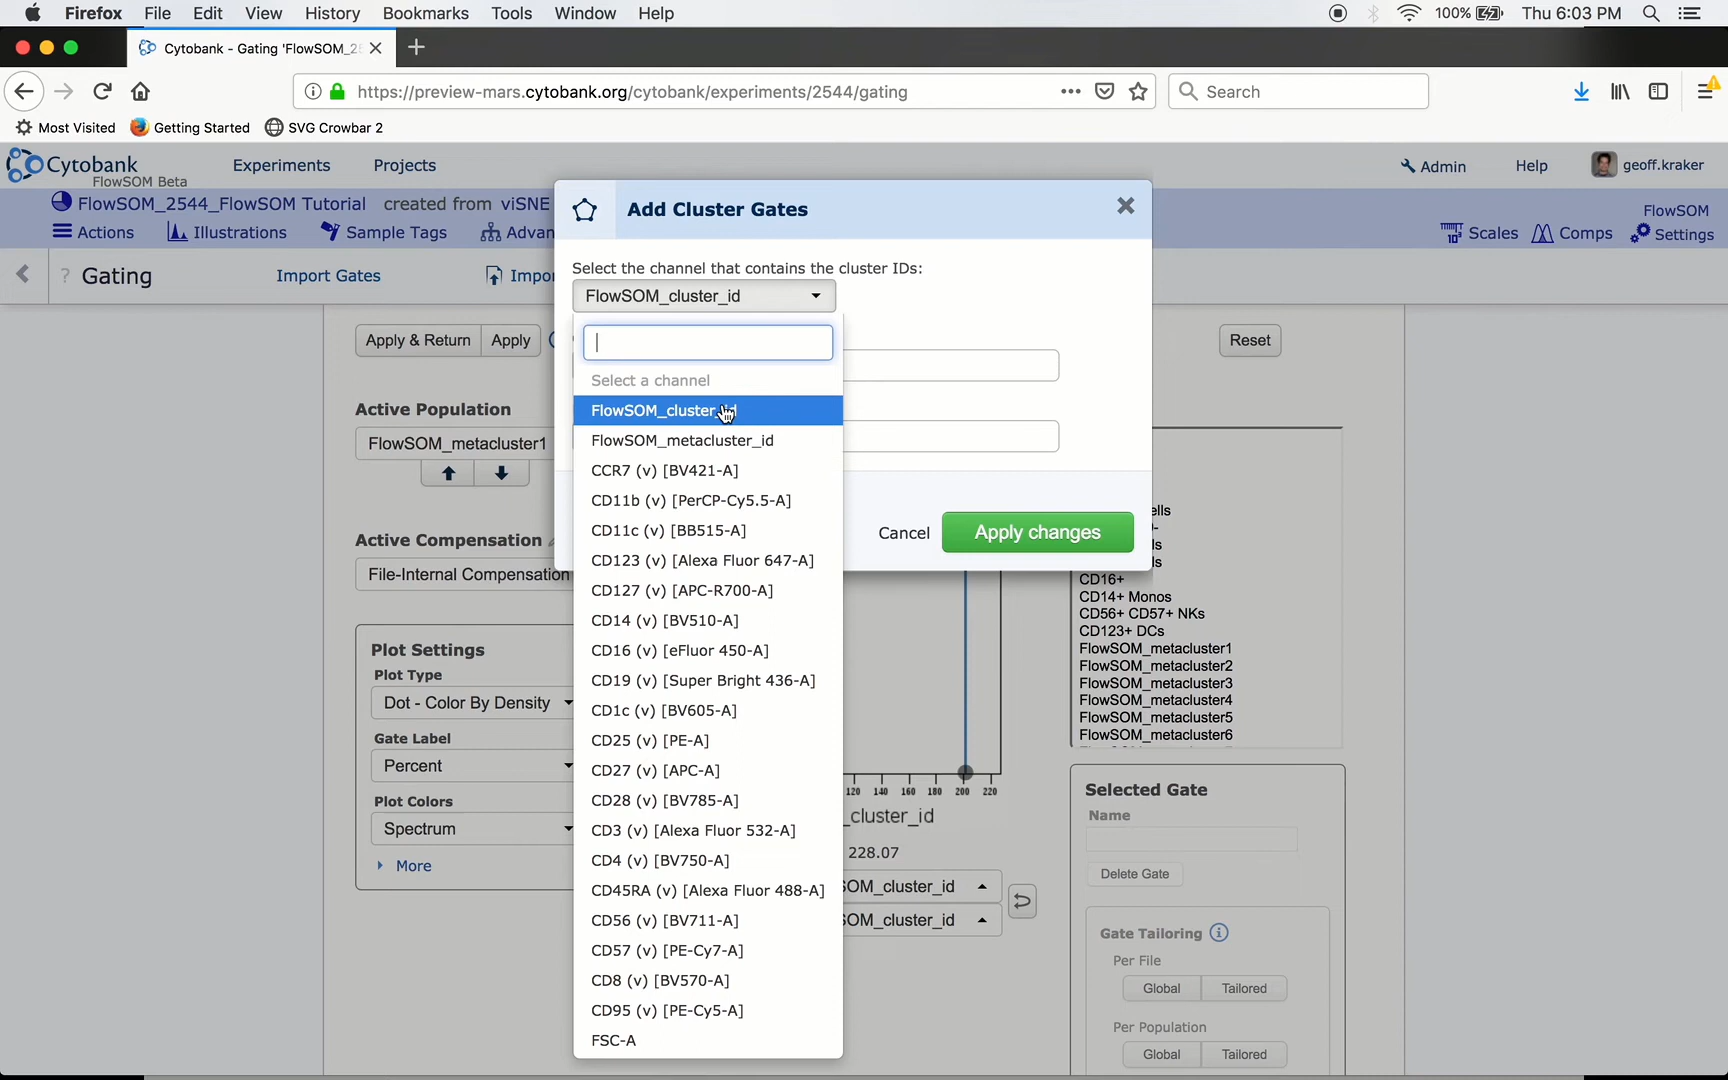 Firefox File Edit View History Bookmarks Tools Window Help 100% Thu 6:03 PM
Cytobank - Gating 'FlowSOM_2
https://preview-mars.cytobank.org/cytobank/experiments/2544/gating
Search
Most Visited Getting Started SVG Crowbar 2
Cytobank
FlowSOM Beta
Experiments Projects Admin Help geoff.kraker
FlowSOM_2544_FlowSOM Tutorial created from viSNE
FlowSOM
Actions Illustrations Sample Tags Advan
Scales Comps Settings
? Gating Import Gates Impo
Add Cluster Gates
Select the channel that contains the cluster IDs:
FlowSOM_cluster_id
Select a channel
FlowSOM_cluster_id
FlowSOM_metacluster_id
CCR7 (v) [BV421-A]
CD11b (v) [PerCP-Cy5.5-A]
CD11c (v) [BB515-A]
CD123 (v) [Alexa Fluor 647-A]
CD127 (v) [APC-R700-A]
CD14 (v) [BV510-A]
CD16 (v) [eFluor 450-A]
CD19 (v) [Super Bright 436-A]
CD1c (v) [BV605-A]
CD25 (v) [PE-A]
CD27 (v) [APC-A]
CD28 (v) [BV785-A]
CD3 (v) [Alexa Fluor 532-A]
CD4 (v) [BV750-A]
CD45RA (v) [Alexa Fluor 488-A]
CD56 (v) [BV711-A]
CD57 (v) [PE-Cy7-A]
CD8 (v) [BV570-A]
CD95 (v) [PE-Cy5-A]
FSC-A
Cancel Apply changes
Apply & Return Apply
Reset
Active Population
FlowSOM_metacluster1
Active Compensation
File-Internal Compensation
Plot Settings
Plot Type
Dot - Color By Density
Gate Label
Percent
Plot Colors
Spectrum
More
120 140 160 180 200 220
_cluster_id
228.07
SOM_cluster_id
SOM_cluster_id
ells
ls
ls
CD16+
CD14+ Monos
CD56+ CD57+ NKs
CD123+ DCs
FlowSOM_metacluster1
FlowSOM_metacluster2
FlowSOM_metacluster3
FlowSOM_metacluster4
FlowSOM_metacluster5
FlowSOM_metacluster6
Selected Gate
Name
Delete Gate
Gate Tailoring
Per File
Global Tailored
Per Population
Global Tailored